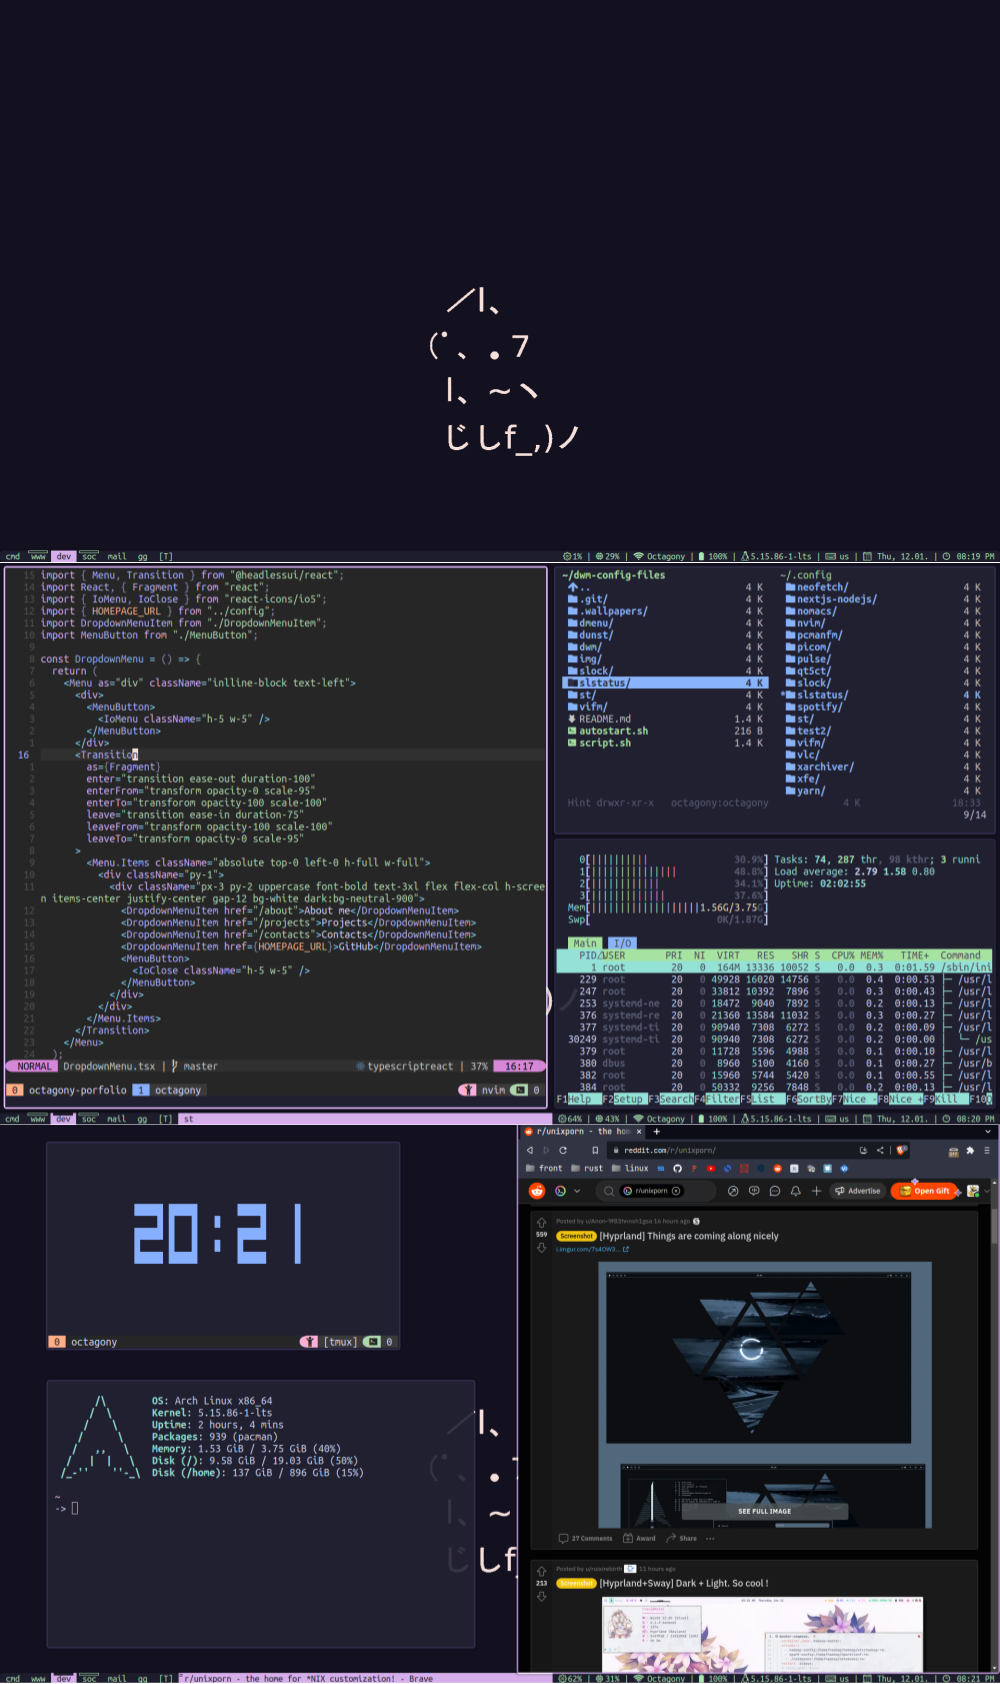 ／l、
(ﾟ､ 。7
l、~ヽ
じしf_,)ノ
cmd www dev soc mail gg [T]
1% | 29% | Octagony | 100% | 5.15.86-1-lts | us | Thu, 12.01. | 08:19 PM
15 import { Menu, Transition } from "@headlessui/react";
14 import React, { Fragment } from "react";
13 import { IoMenu, IoClose } from "react-icons/io5";
12 import { HOMEPAGE_URL } from "../config";
11 import DropdownMenuItem from "./DropdownMenuItem";
10 import MenuButton from "./MenuButton";
9
8 const DropdownMenu = () => {
7 return (
6 <Menu as="div" className="inlline-block text-left">
5 <div>
4 <MenuButton>
3 <IoMenu className="h-5 w-5" />
2 </MenuButton>
1 </div>
16 <Transition
1 as={Fragment}
2 enter="transition ease-out duration-100"
3 enterFrom="transform opacity-0 scale-95"
4 enterTo="transforom opacity-100 scale-100"
5 leave="transition ease-in duration-75"
6 leaveFrom="transform opacity-100 scale-100"
7 leaveTo="transform opacity-0 scale-95"
8 >
9 <Menu.Items className="absolute top-0 left-0 h-full w-full">
10 <div className="py-1">
11 <div className="px-3 py-2 uppercase font-bold text-3xl flex flex-col h-scree
n items-center justify-center gap-12 bg-white dark:bg-neutral-900">
12 <DropdownMenuItem href="/about">About me</DropdownMenuItem>
13 <DropdownMenuItem href="/projects">Projects</DropdownMenuItem>
14 <DropdownMenuItem href="/contacts">Contacts</DropdownMenuItem>
15 <DropdownMenuItem href={HOMEPAGE_URL}>GitHub</DropdownMenuItem>
16 <MenuButton>
17 <IoClose className="h-5 w-5" />
18 </MenuButton>
19 </div>
20 </div>
21 </Menu.Items>
22 </Transition>
23 </Menu>
24 );
NORMAL DropdownMenu.tsx | master typescriptreact | 37% 16:17
0 octagony-porfolio 1 octagony nvim 0
~/dwm-config-files
.. 4 K
.git/ 4 K
.wallpapers/ 4 K
dmenu/ 4 K
dunst/ 4 K
dwm/ 4 K
img/ 4 K
slock/ 4 K
slstatus/ 4 K
st/ 4 K
vifm/ 4 K
README.md 1.4 K
autostart.sh 216 B
script.sh 1.4 K
~/.config
neofetch/ 4 K
nextjs-nodejs/ 4 K
nomacs/ 4 K
nvim/ 4 K
pcmanfm/ 4 K
picom/ 4 K
pulse/ 4 K
qt5ct/ 4 K
slock/ 4 K
*slstatus/ 4 K
spotify/ 4 K
st/ 4 K
test2/ 4 K
vifm/ 4 K
vlc/ 4 K
xarchiver/ 4 K
xfe/ 4 K
yarn/ 4 K
Hint drwxr-xr-x octagony:octagony 4 K 18:33
9/14
0[|||||||||| 30.9%] Tasks: 74, 287 thr, 98 kthr; 3 runni
1[||||||||||||||| 48.8%] Load average: 2.79 1.58 0.80
2[|||||||||||| 34.1%] Uptime: 02:02:55
3[||||||||||||| 37.6%]
Mem[|||||||||||||||||||1.56G/3.75G]
Swp[ 0K/1.87G]
Main I/O
PID△USER PRI NI VIRT RES SHR S CPU% MEM% TIME+ Command
1 root 20 0 164M 13336 10052 S 0.0 0.3 0:01.59 /sbin/ini
229 root 20 0 49928 16020 14756 S 0.0 0.4 0:00.53 ├─ /usr/l
247 root 20 0 33812 10392 7896 S 0.0 0.3 0:00.43 ├─ /usr/l
253 systemd-ne 20 0 18472 9040 7892 S 0.0 0.2 0:00.13 ├─ /usr/l
376 systemd-re 20 0 21360 13584 11032 S 0.0 0.3 0:00.27 ├─ /usr/l
377 systemd-ti 20 0 90940 7308 6272 S 0.0 0.2 0:00.09 ├─ /usr/l
30249 systemd-ti 20 0 90940 7308 6272 S 0.0 0.2 0:00.00 │ └─ /us
379 root 20 0 11728 5596 4988 S 0.0 0.1 0:00.10 ├─ /usr/l
380 dbus 20 0 8960 5116 4160 S 0.0 0.1 0:00.27 ├─ /usr/b
382 root 20 0 15960 5744 5420 S 0.0 0.1 0:00.55 ├─ /usr/l
384 root 20 0 50332 9256 7848 S 0.0 0.2 0:00.13 ├─ /usr/l
F1Help F2Setup F3SearchF4FilterF5List F6SortByF7Nice -F8Nice +F9Kill F10Q
cmd www dev soc mail gg [T] st
64% | 43% | Octagony | 100% | 5.15.86-1-lts | us | Thu, 12.01. | 08:20 PM
20:21
0 octagony [tmux] 0
OS: Arch Linux x86_64
Kernel: 5.15.86-1-lts
Uptime: 2 hours, 4 mins
Packages: 939 (pacman)
Memory: 1.53 GiB / 3.75 GiB (40%)
Disk (/): 9.58 GiB / 19.03 GiB (50%)
Disk (/home): 137 GiB / 896 GiB (15%)
~
->
／l、
(ﾟ､ 。7
l、~
じしf
r/unixporn - the hom × +
reddit.com/r/unixporn/
front rust linux
r/unixporn Advertise Open Gift
559
16 hours ago
Screenshot [Hyprland] Things are coming along nicely
i.imgur.com/7s4OW3...
SEE FULL IMAGE
27 Comments Award Share ...
213
11 hours ago
Screenshot [Hyprland+Sway] Dark + Light. So cool !
cmd www dev soc mail gg [T] r/unixporn - the home for *NIX customization! - Brave
62% | 31% | Octagony | 100% | 5.15.86-1-lts | us | Thu, 12.01. | 08:21 PM